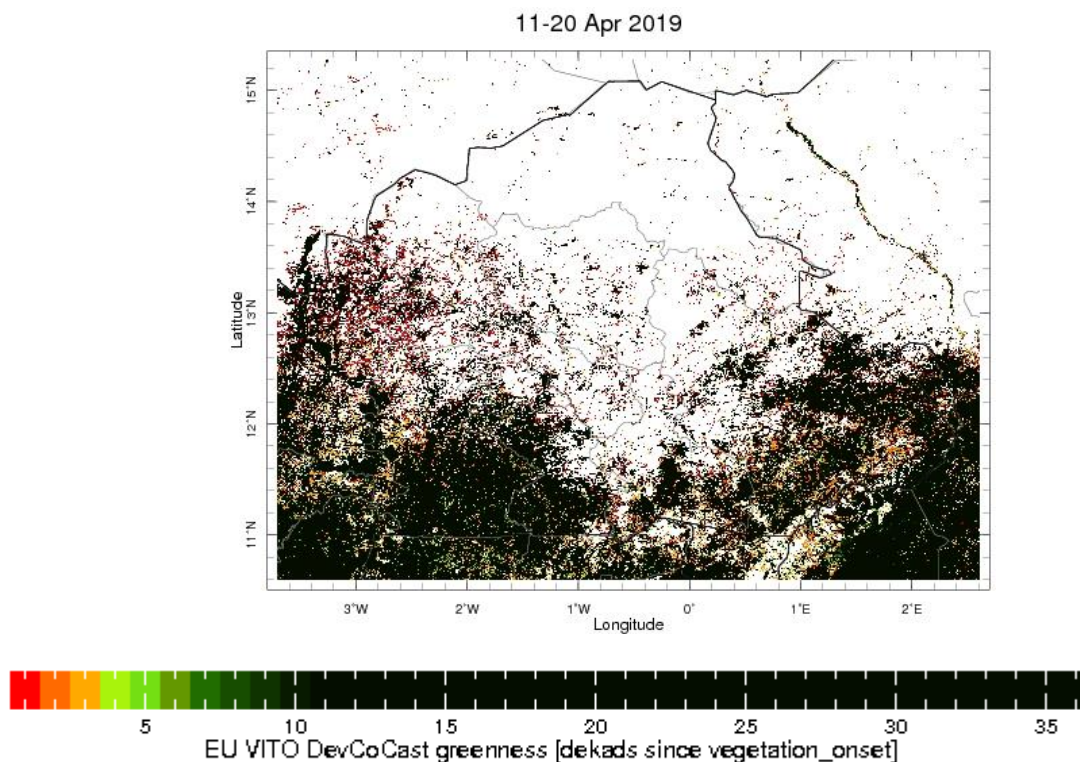 11-20 Apr 2019
15°N
14°N
13°N
12°N
11°N
Latitude
3°W 2°W 1°W 0° 1°E 2°E
Longitude
5 10 15 20 25 30 35
EU VITO DevCoCast greenness [dekads since vegetation_onset]